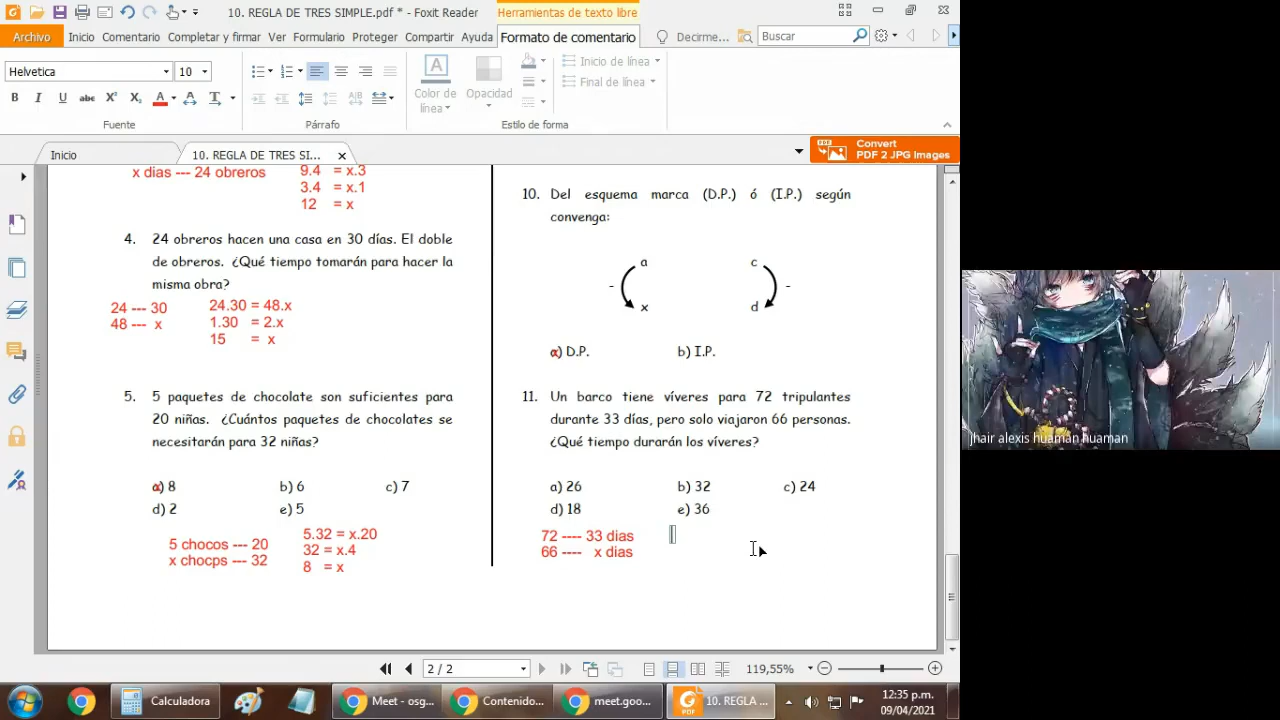 10. REGLA DE TRES SIMPLE.pdf * - Foxit Reader
Herramientas de texto libre
Archivo
Inicio
Comentario
Completar y firmar
Ver
Formulario
Proteger
Compartir
Ayuda
Formato de comentario
Decirme...
Buscar
Helvetica
10
Color de línea
Opacidad
Inicio de línea
Final de línea
Fuente
Párrafo
Estilo de forma
Inicio
10. REGLA DE TRES SI...
Convert
PDF 2 JPG Images
x dias --- 24 obreros
9.4 = x.3
3.4 = x.1
12 = x
4. 24 obreros hacen una casa en 30 días. El doble
de obreros. ¿Qué tiempo tomarán para hacer la
misma obra?
24 --- 30
48 --- x
24.30 = 48.x
1.30 = 2.x
15 = x
5. 5 paquetes de chocolate son suficientes para
20 niñas. ¿Cuántos paquetes de chocolates se
necesitarán para 32 niñas?
a) 8 b) 6 c) 7
d) 2 e) 5
5 chocos --- 20
x chocps --- 32
5.32 = x.20
32 = x.4
8 = x
10. Del esquema marca (D.P.) ó (I.P.) según
convenga:
a c
- -
x d
a) D.P. b) I.P.
11. Un barco tiene víveres para 72 tripulantes
durante 33 días, pero solo viajaron 66 personas.
¿Qué tiempo durarán los víveres?
a) 26 b) 32 c) 24
d) 18 e) 36
72 ---- 33 dias
66 ---- x dias
jhair alexis huaman huaman
2 / 2
119,55%
Calculadora
Meet - osg...
Contenido...
meet.goo...
10. REGLA ...
12:35 p.m.
09/04/2021